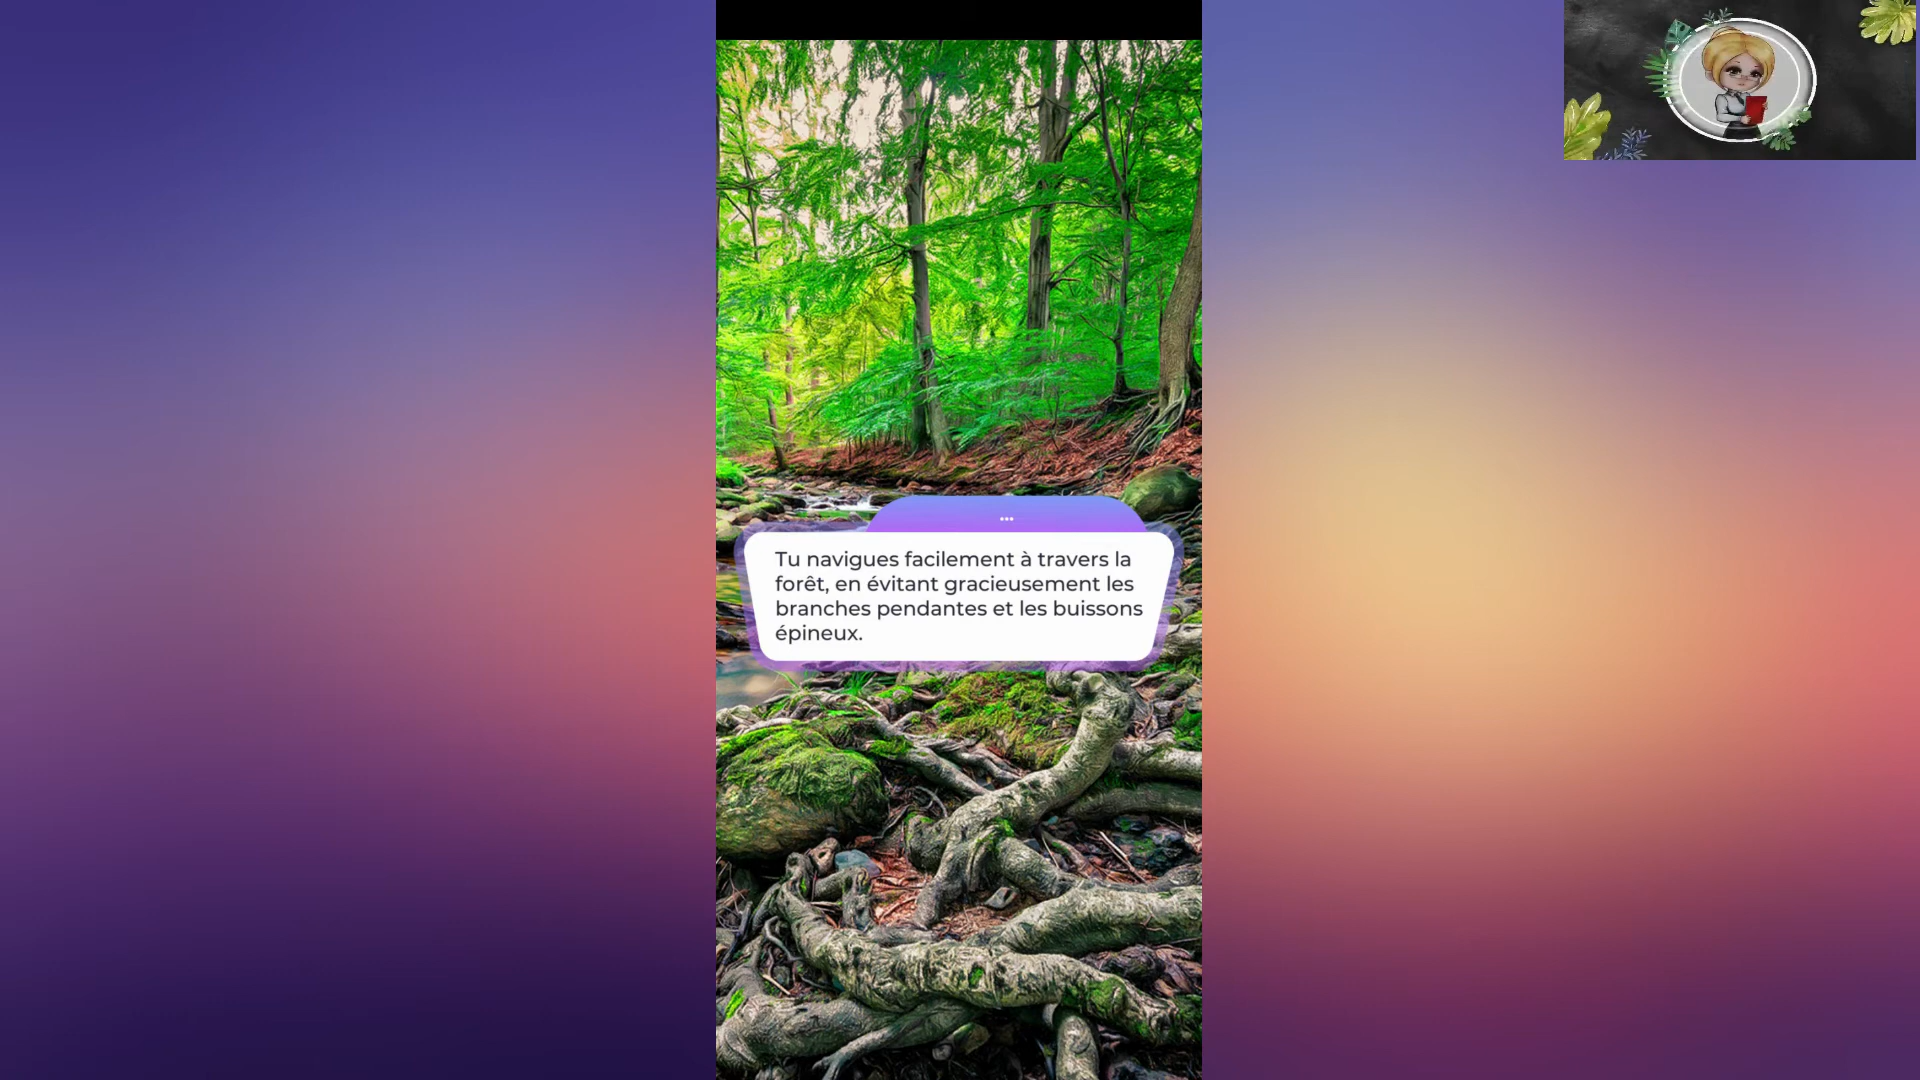 ...
Tu navigues facilement à travers la
forêt, en évitant gracieusement les
branches pendantes et les buissons
épineux.